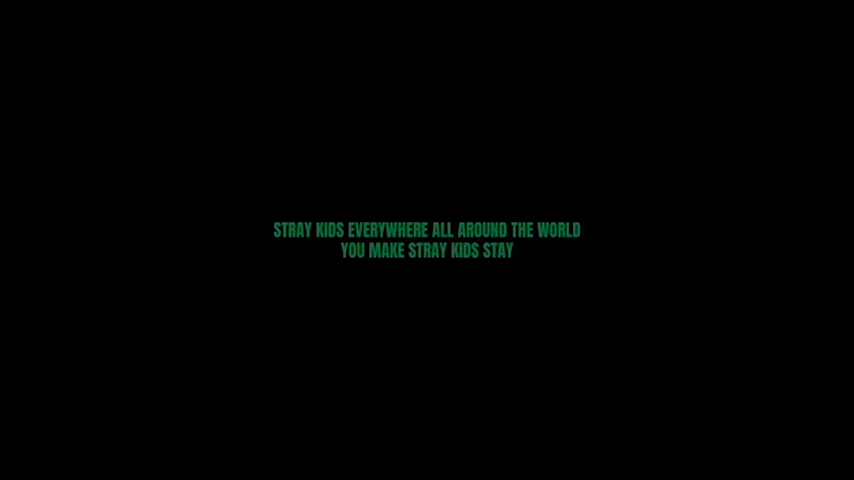 STRAY KIDS EVERYWHERE ALL AROUND THE WORLD
YOU MAKE STRAY KIDS STAY